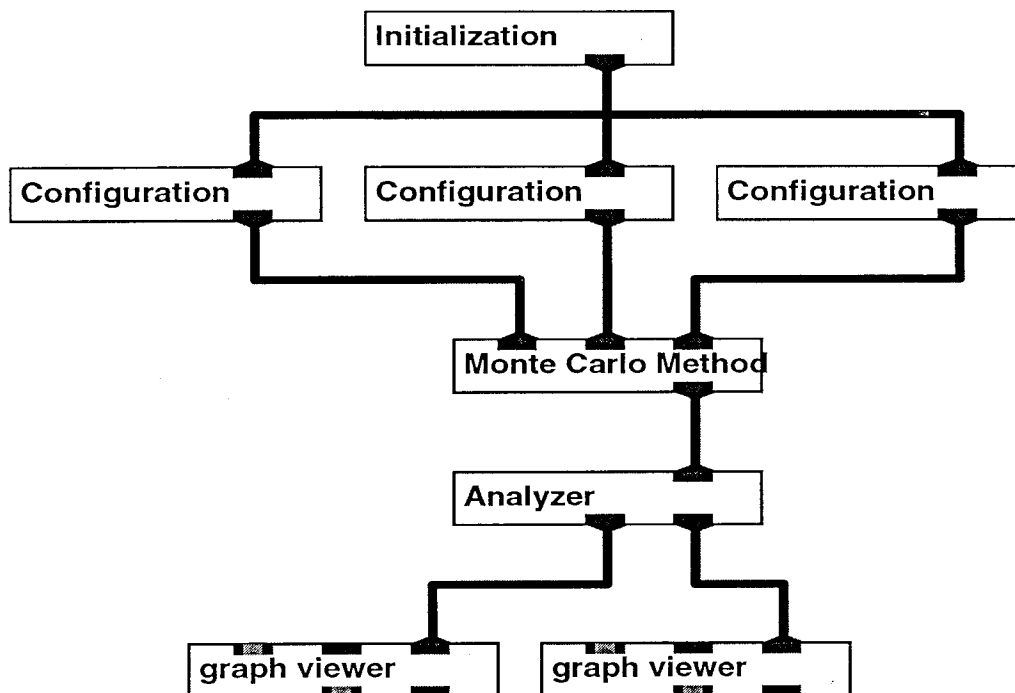 Initialization
Configuration
Configuration
Configuration
Monte Carlo Method
Analyzer
graph viewer
graph viewer